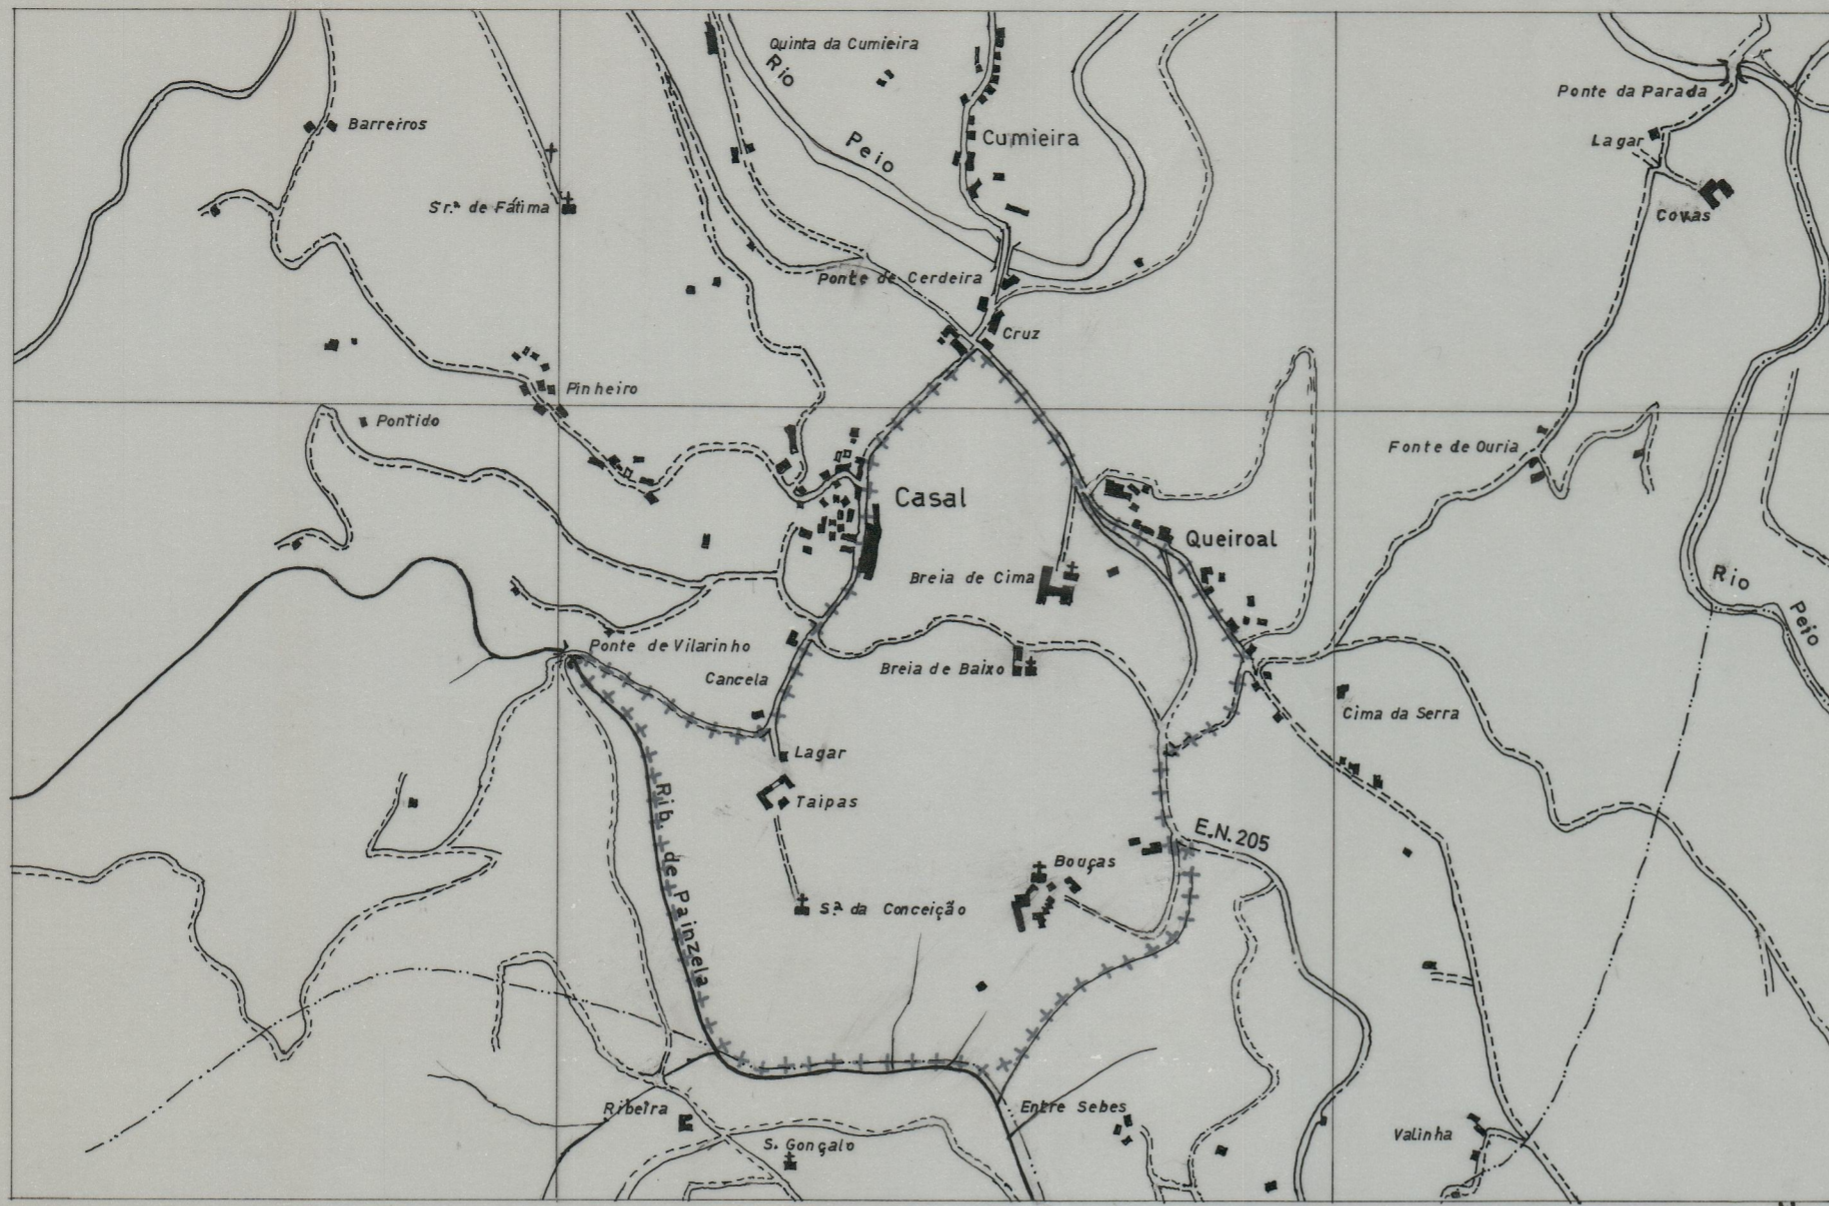 Quinta da Cumieira
Rio
Peio
Cumieira
Ponte da Parada
Lagar
Covas
Barreiros
Sr.ª de Fátima
Ponte de Cerdeira
Cruz
Pinheiro
Pontido
Casal
Fonte de Ouria
Queiroal
Breia de Cima
Rio
Peio
Ponte de Vilarinho
Cancela
Breia de Baixo
Cima da Serra
Lagar
Taipas
Rib. de Painzela
E.N. 205
Bouças
Sª da Conceição
Ribeira
S. Gonçalo
Entre Sebes
Valinha